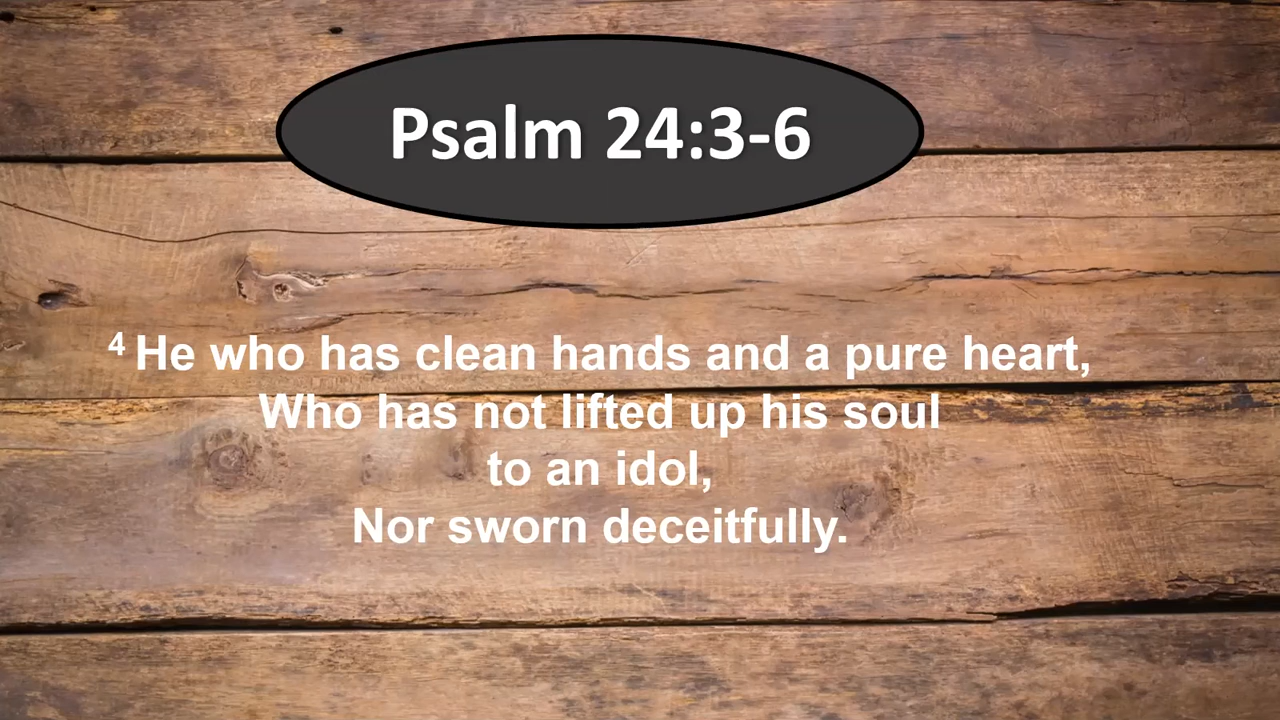 Psalm 24:3-6
4 He who has clean hands and a pure heart,
Who has not lifted up his soul
to an idol,
Nor sworn deceitfully.